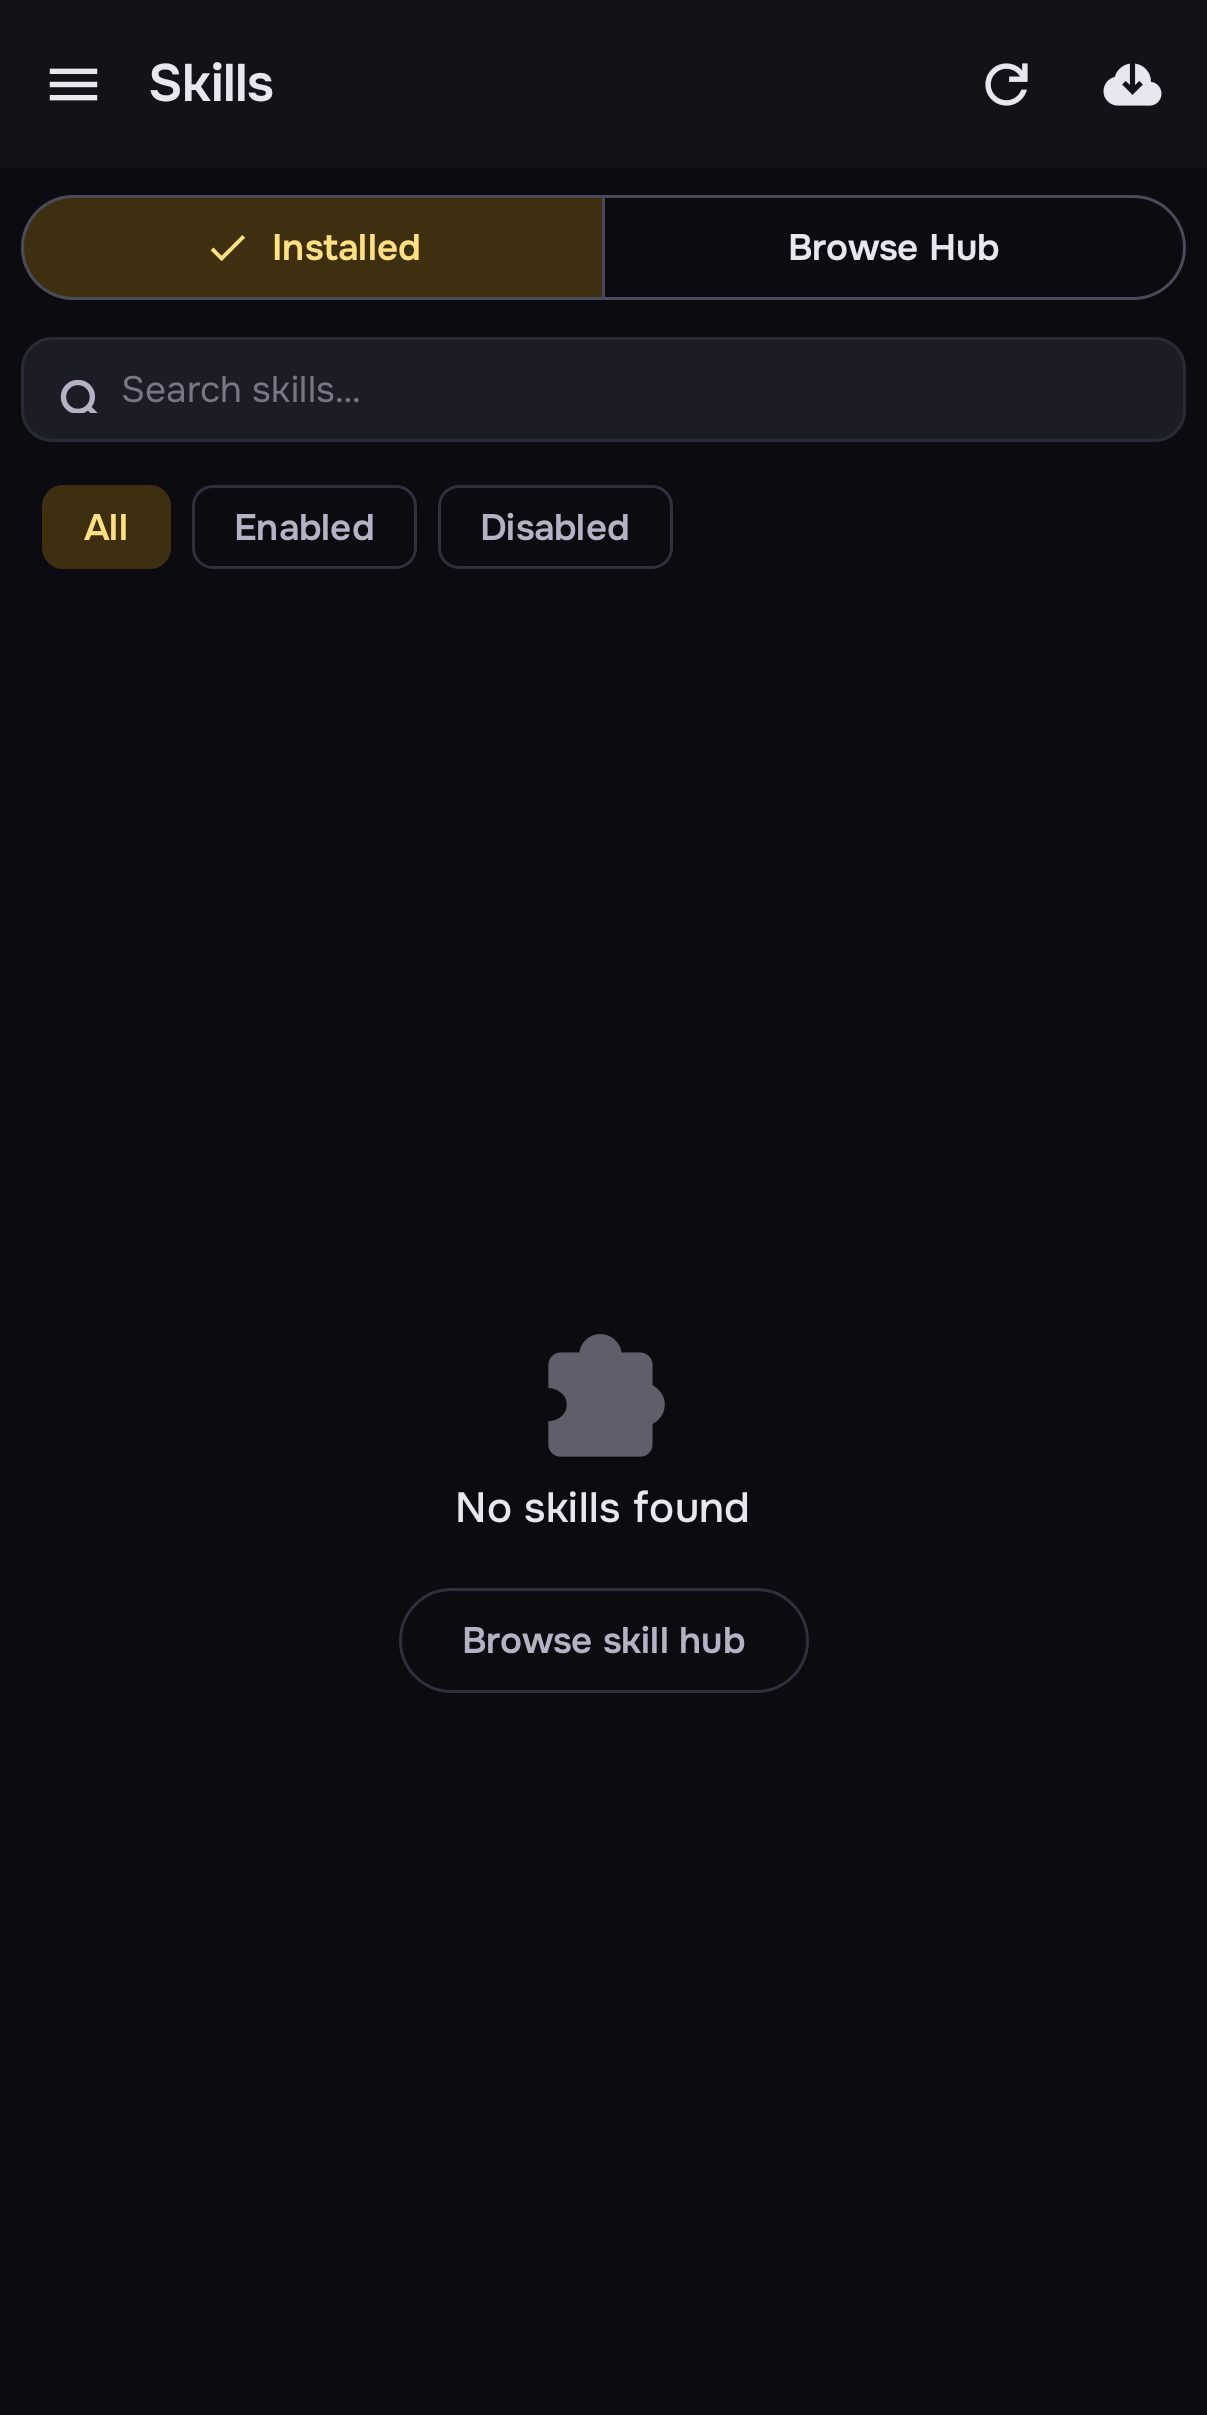 Skills
Installed
Browse Hub
Search skills...
All
Enabled
Disabled
No skills found
Browse skill hub